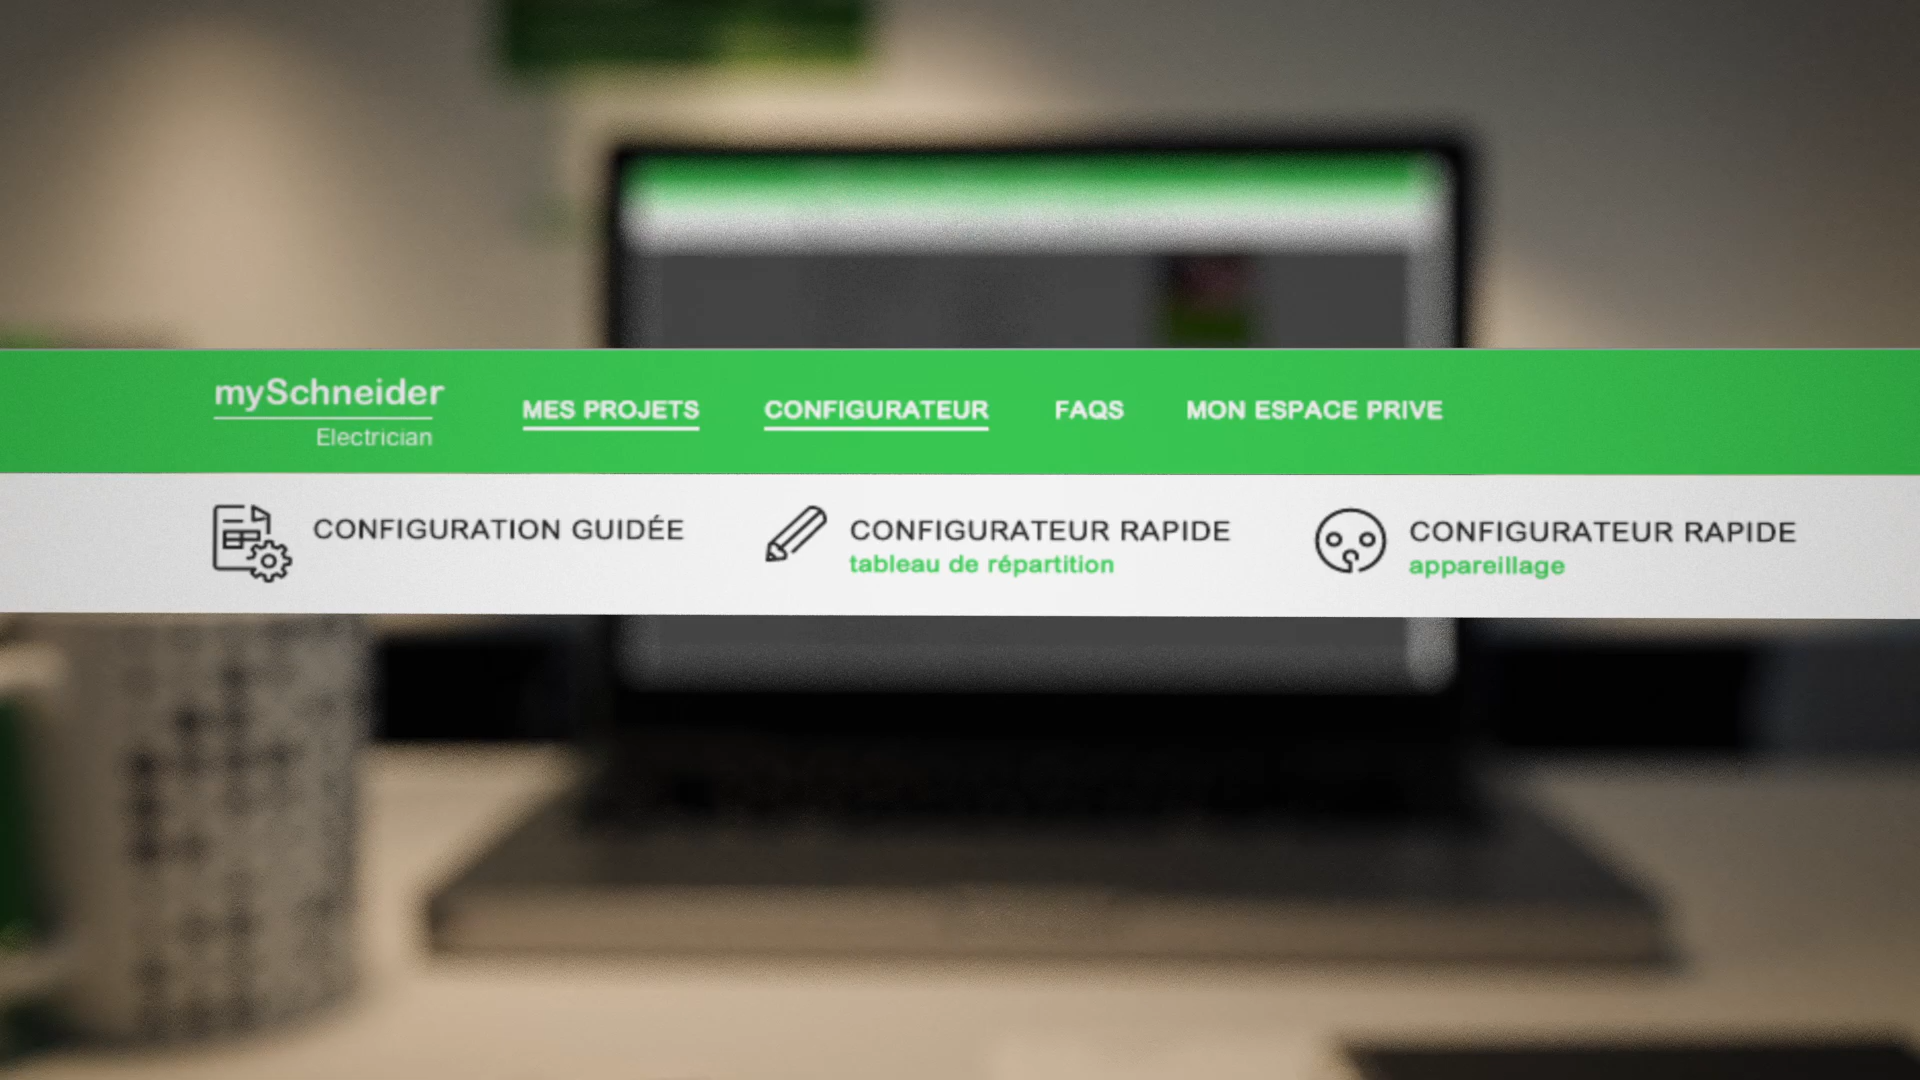 mySchneider
Electrician
MES PROJETS
CONFIGURATEUR
FAQS
MON ESPACE PRIVE
CONFIGURATION GUIDÉE
CONFIGURATEUR RAPIDE
tableau de répartition
CONFIGURATEUR RAPIDE
appareillage